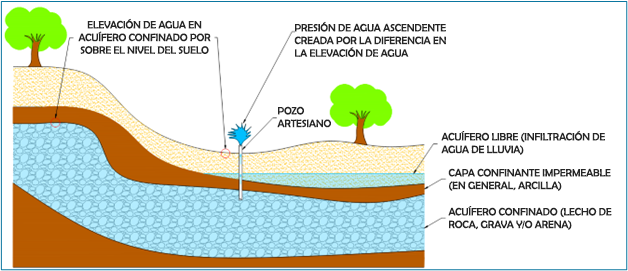 ELEVACIÓN DE AGUA EN
ACUÍFERO CONFINADO POR
SOBRE EL NIVEL DEL SUELO
PRESIÓN DE AGUA ASCENDENTE
CREADA POR LA DIFERENCIA EN
LA ELEVACIÓN DE AGUA
POZO
ARTESIANO
ACUÍFERO LIBRE (INFILTRACIÓN DE
AGUA DE LLUVIA)
CAPA CONFINANTE IMPERMEABLE
(EN GENERAL, ARCILLA)
ACUÍFERO CONFINADO (LECHO DE
ROCA, GRAVA Y/O ARENA)